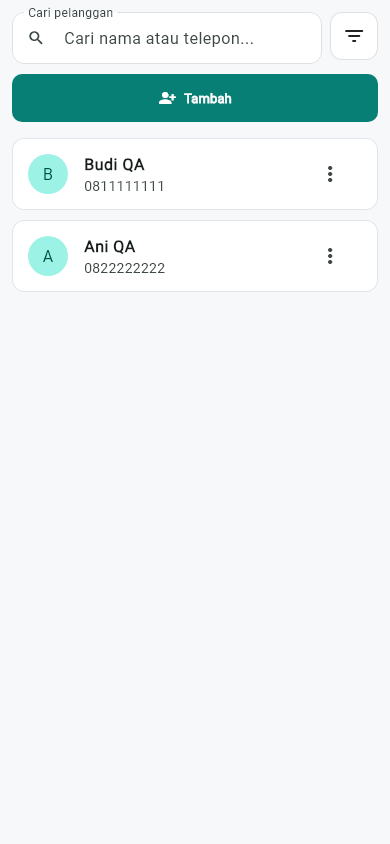 Cari pelanggan
Cari nama atau telepon...
Tambah
B
Budi QA
0811111111
A
Ani QA
0822222222